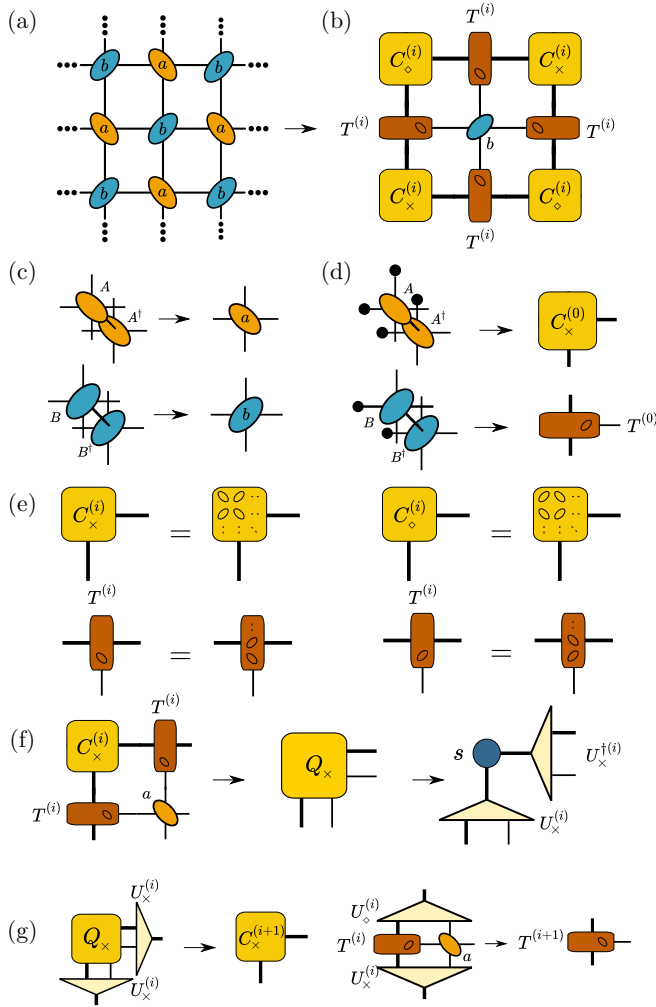 (a)
b a b
a b a
b a b
(b)
T^{(i)}
C_⋄^{(i)} C_×^{(i)}
T^{(i)} b T^{(i)}
C_×^{(i)} C_⋄^{(i)}
T^{(i)}
(c)
A
A^†
a
B
B^†
b
(d)
A
A^†
C_×^{(0)}
B
B^†
T^{(0)}
(e)
C_×^{(i)} =
C_⋄^{(i)} =
T^{(i)} =
T^{(i)} =
(f)
T^{(i)}
C_×^{(i)}
T^{(i)} a
Q_×
s U_×^{†(i)}
U_×^{(i)}
(g)
U_×^{(i)}
Q_×
U_×^{(i)}
C_×^{(i+1)}
U_⋄^{(i)}
T^{(i)} a
U_×^{(i)}
T^{(i+1)}